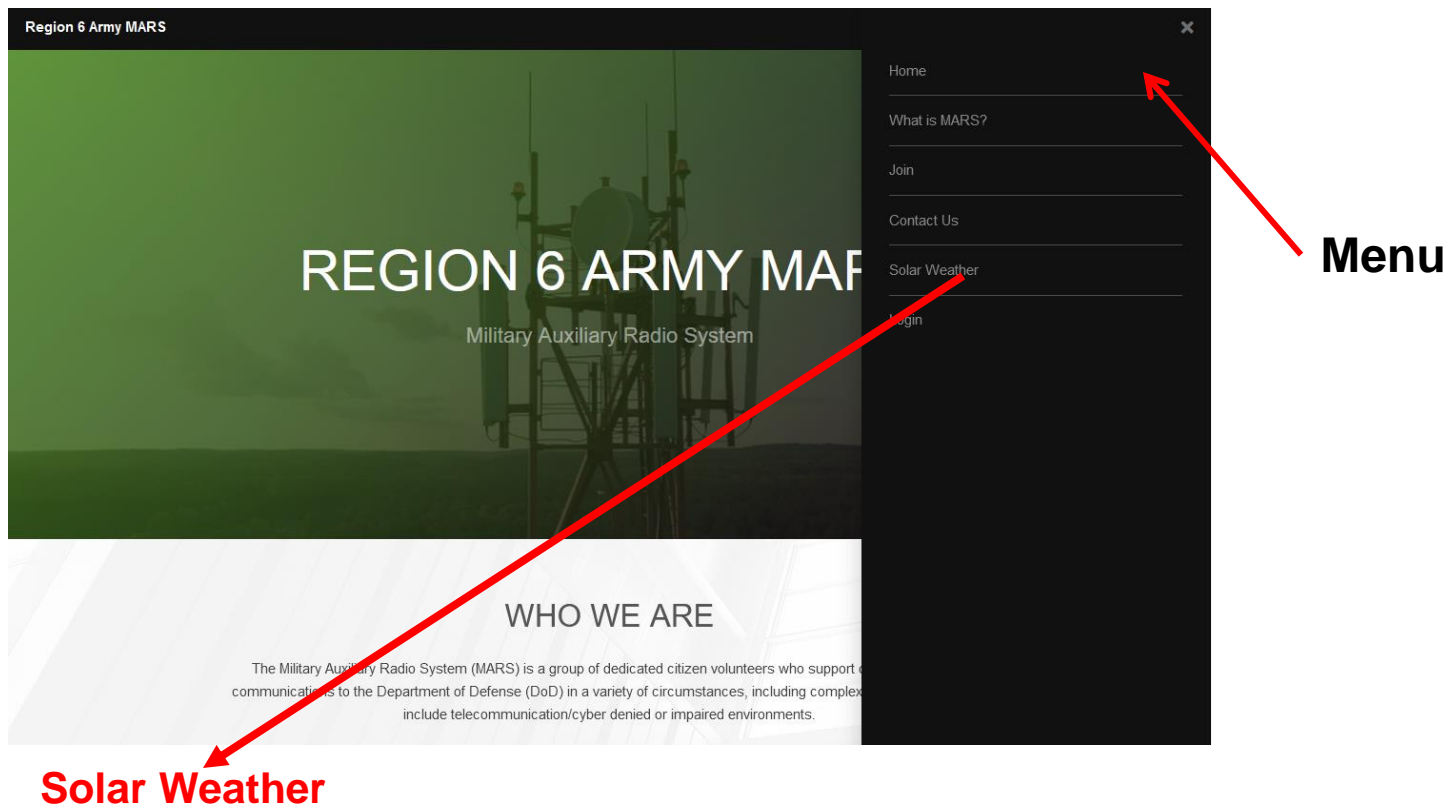 Region 6 Army MARS
Home
What is MARS?
Join
Contact Us
Solar Weather
Login
Menu
REGION 6 ARMY MAR
Military Auxiliary Radio System
WHO WE ARE
The Military Auxiliary Radio System (MARS) is a group of dedicated citizen volunteers who support
communications to the Department of Defense (DoD) in a variety of circumstances, including complex
include telecommunication/cyber denied or impaired environments.
Solar Weather